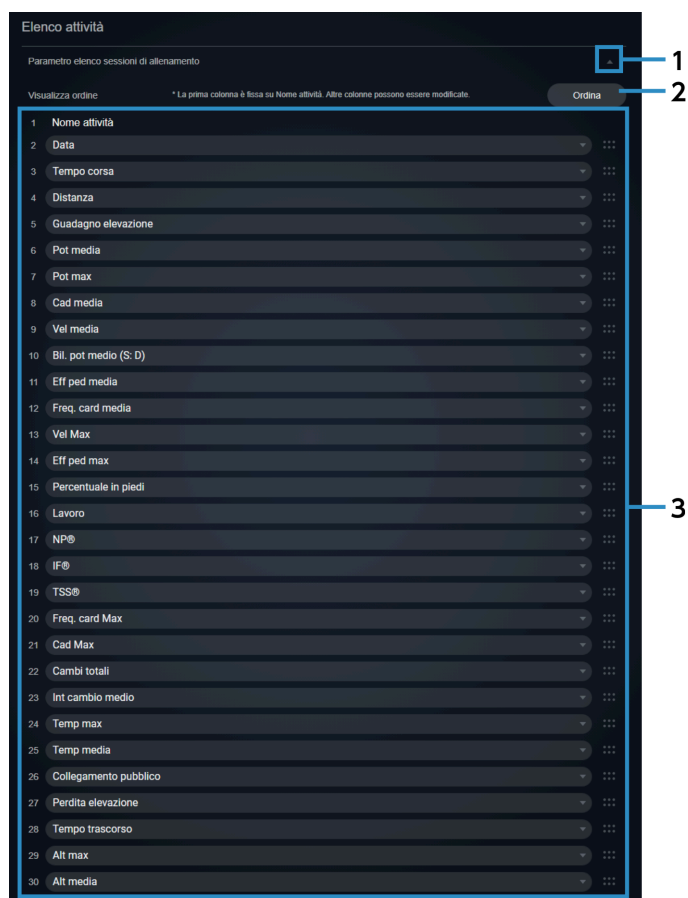 Elenco attività
Parametro elenco sessioni di allenamento
1
Visualizza ordine * La prima colonna è fissa su Nome attività. Altre colonne possono essere modificate. Ordina
2
1 Nome attività
2 Data
3 Tempo corsa
4 Distanza
5 Guadagno elevazione
6 Pot media
7 Pot max
8 Cad media
9 Vel media
10 Bil. pot medio (S: D)
11 Eff ped media
12 Freq. card media
13 Vel Max
14 Eff ped max
15 Percentuale in piedi
16 Lavoro
3
17 NP®
18 IF®
19 TSS®
20 Freq. card Max
21 Cad Max
22 Cambi totali
23 Int cambio medio
24 Temp max
25 Temp media
26 Collegamento pubblico
27 Perdita elevazione
28 Tempo trascorso
29 Alt max
30 Alt media